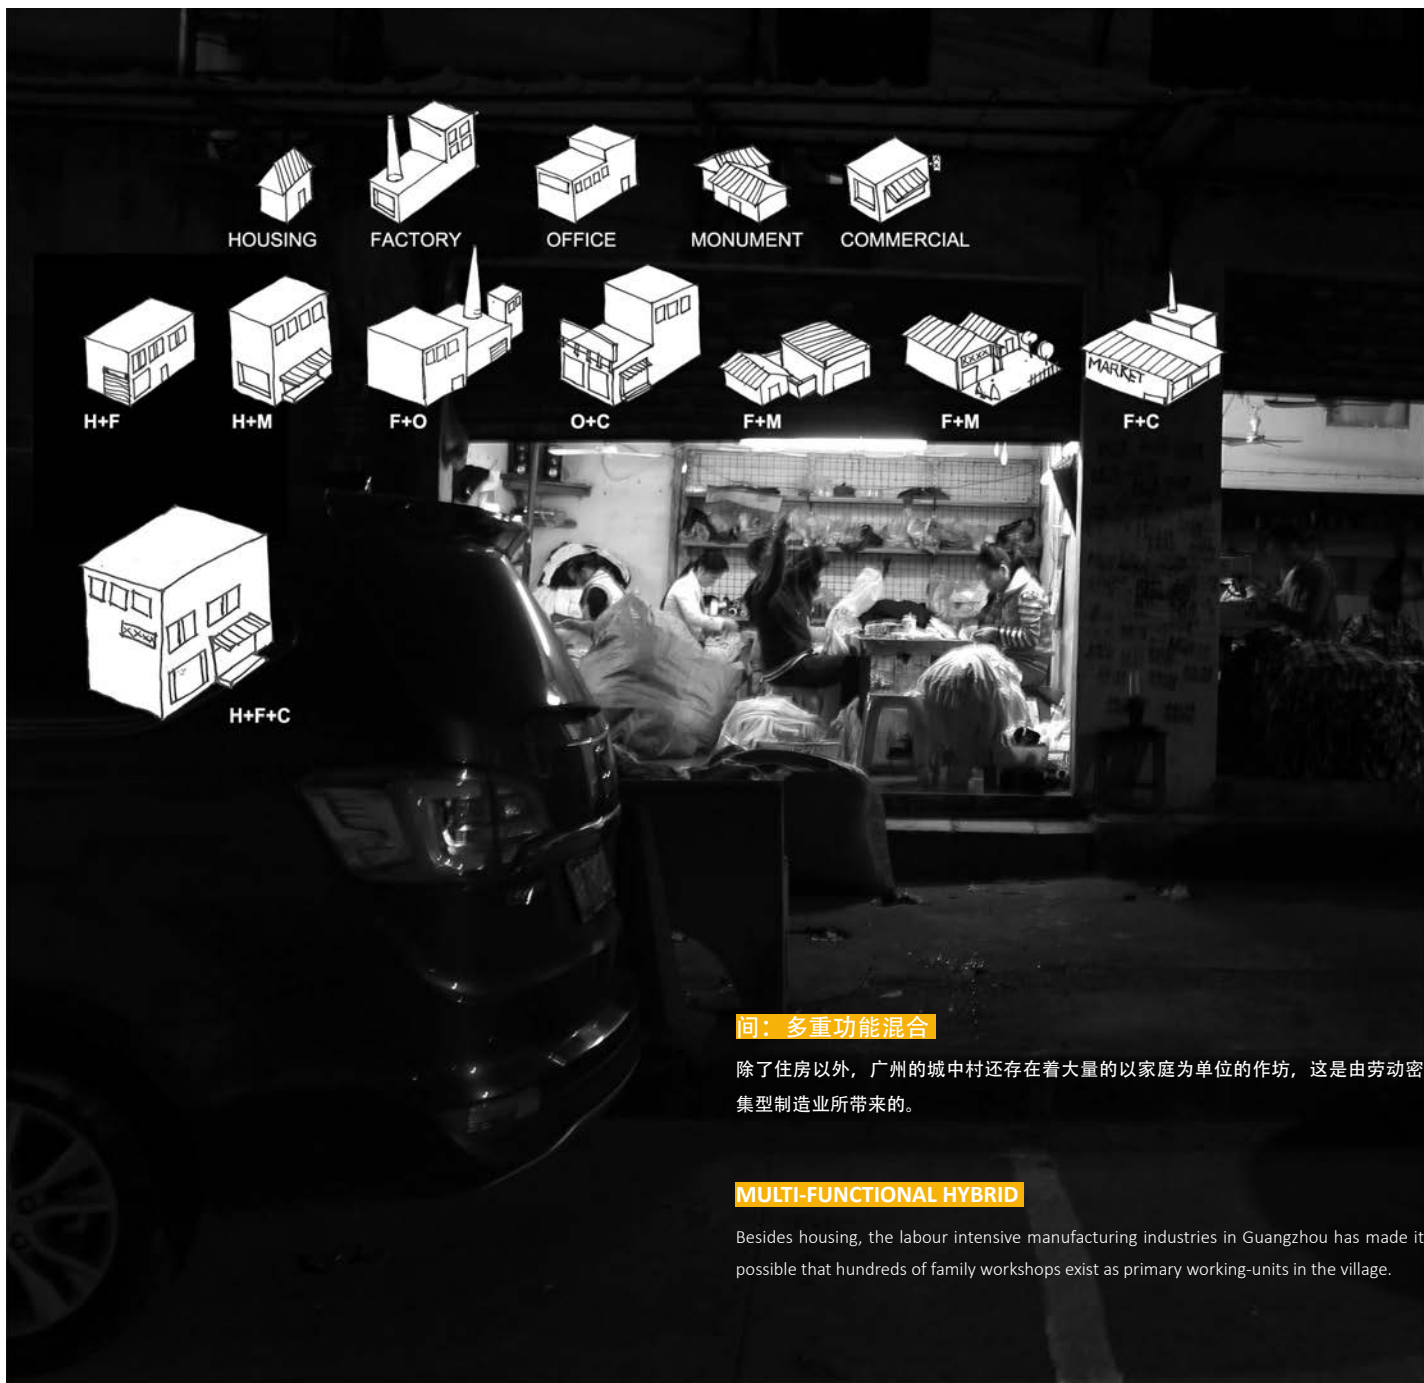 HOUSING FACTORY OFFICE MONUMENT COMMERCIAL
MARKET
H+F H+M F+O O+C F+M F+M F+C
XXXX
H+F+C
间：多重功能混合
除了住房以外，广州的城中村还存在着大量的以家庭为单位的作坊，这是由劳动密
集型制造业所带来的。
MULTI-FUNCTIONAL HYBRID
Besides housing, the labour intensive manufacturing industries in Guangzhou has made it
possible that hundreds of family workshops exist as primary working-units in the village.